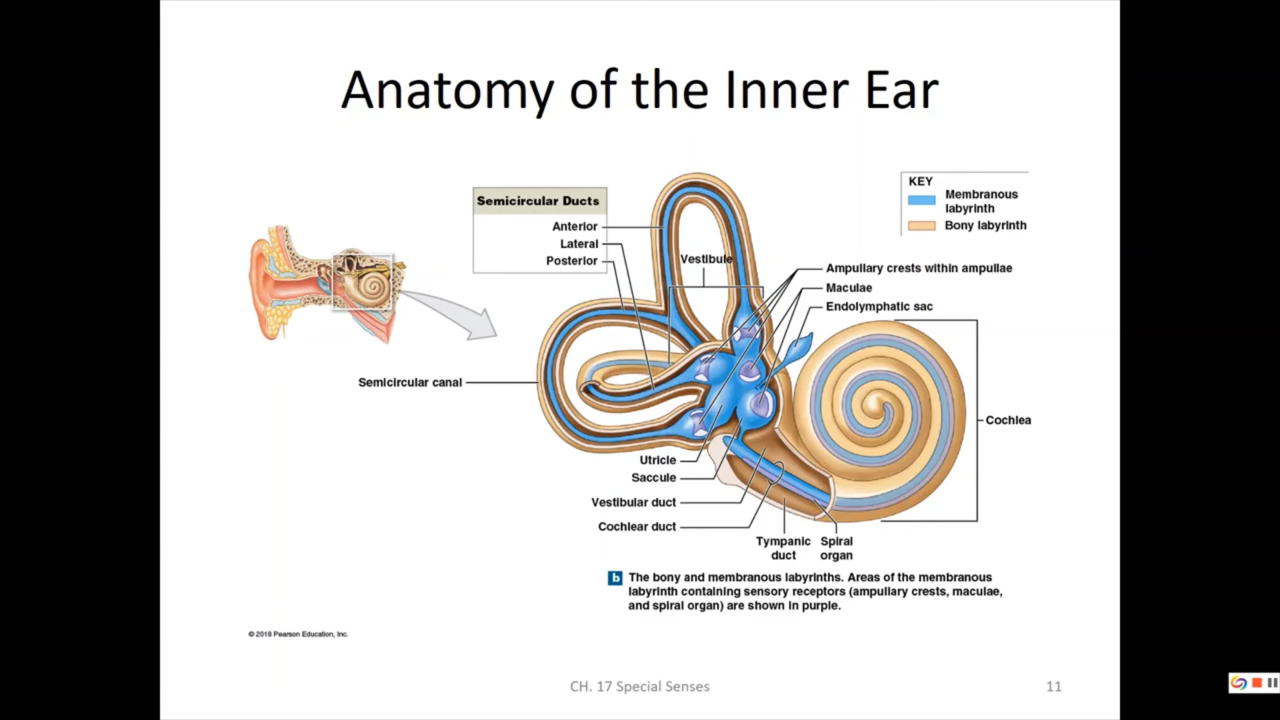 Anatomy of the Inner Ear
KEY
Membranous
labyrinth
Bony labyrinth
Semicircular Ducts
Anterior
Lateral
Posterior
Vestibule
Ampullary crests within ampullae
Maculae
Endolymphatic sac
Semicircular canal
Cochlea
Utricle
Saccule
Vestibular duct
Cochlear duct
Tympanic
duct
Spiral
organ
b The bony and membranous labyrinths. Areas of the membranous
labyrinth containing sensory receptors (ampullary crests, maculae,
and spiral organ) are shown in purple.
© 2018 Pearson Education, Inc.
CH. 17 Special Senses
11